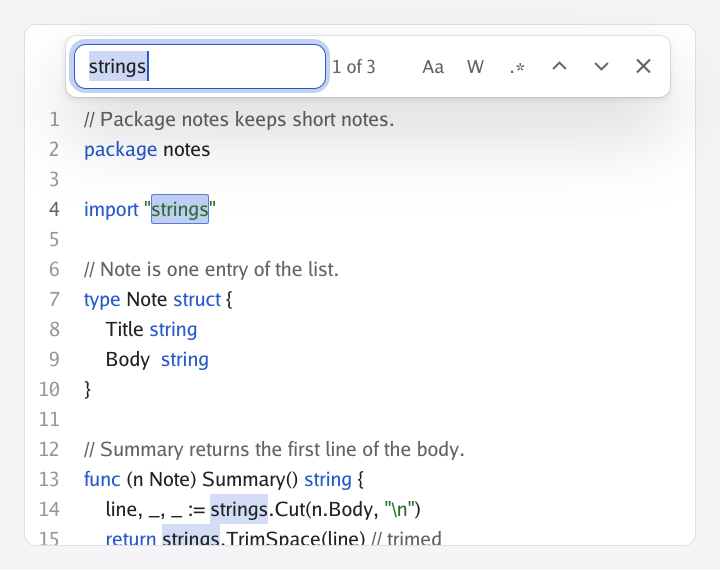 strings 1 of 3 Aa W .*
1 // Package notes keeps short notes.
2 package notes
3
4 import "strings"
5
6 // Note is one entry of the list.
7 type Note struct {
8 Title string
9 Body  string
10 }
11
12 // Summary returns the first line of the body.
13 func (n Note) Summary() string {
14 line, _, _ := strings.Cut(n.Body, "\n")
15 return strings.TrimSpace(line) // trimed